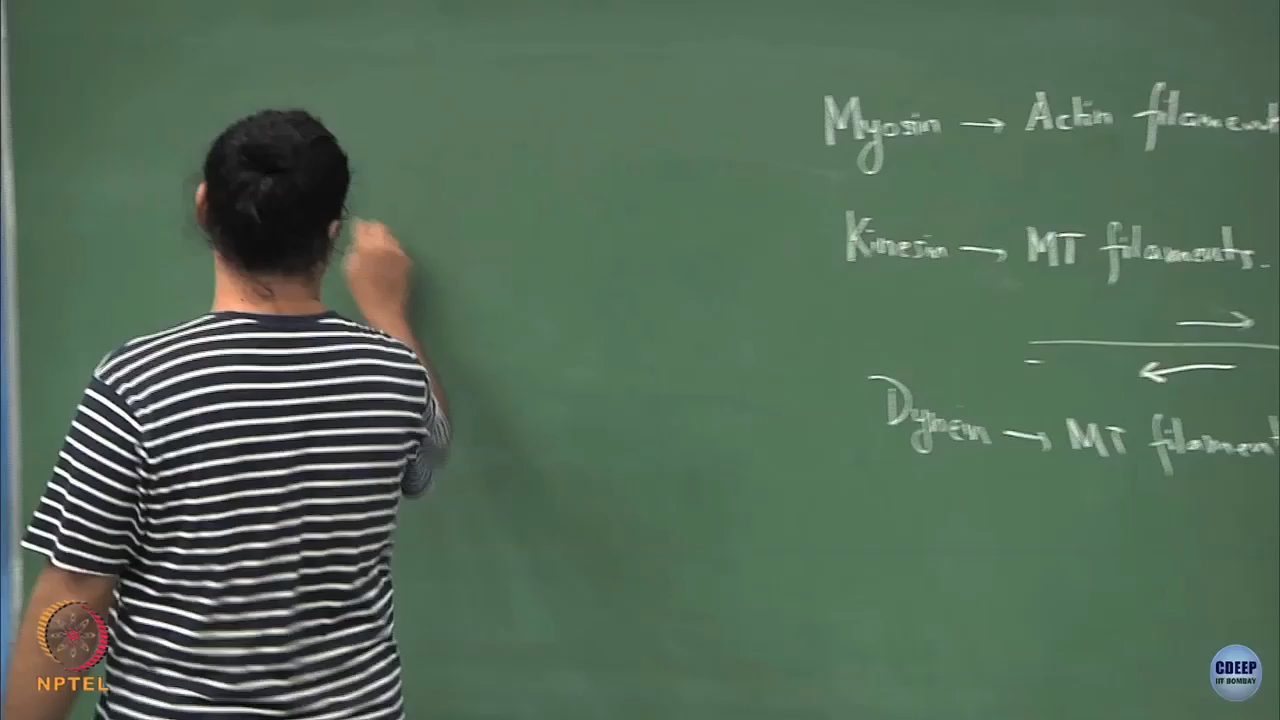 Myosin → Actin filament
Kinesin → MT filaments.
Dynein → MT filament
NPTEL
CDEEP
IIT BOMBAY